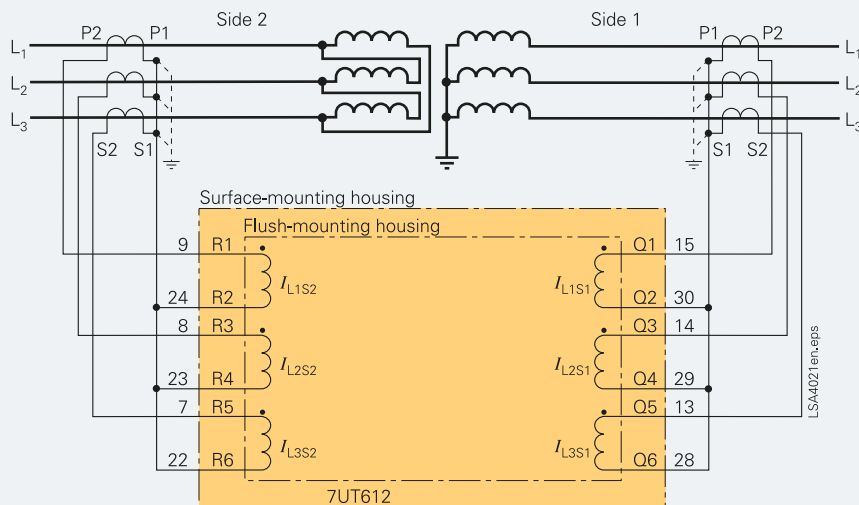 Side 2
Side 1
P2 P1
P1 P2
L1
L1
L2
L2
L3
L3
S2 S1
S1 S2
Surface-mounting housing
Flush-mounting housing
9 R1
Q1 15
IL1S2
IL1S1
24 R2
Q2 30
8 R3
Q3 14
IL2S2
IL2S1
23 R4
Q4 29
7 R5
Q5 13
IL3S2
IL3S1
22 R6
Q6 28
7UT612
LSA4021en.eps